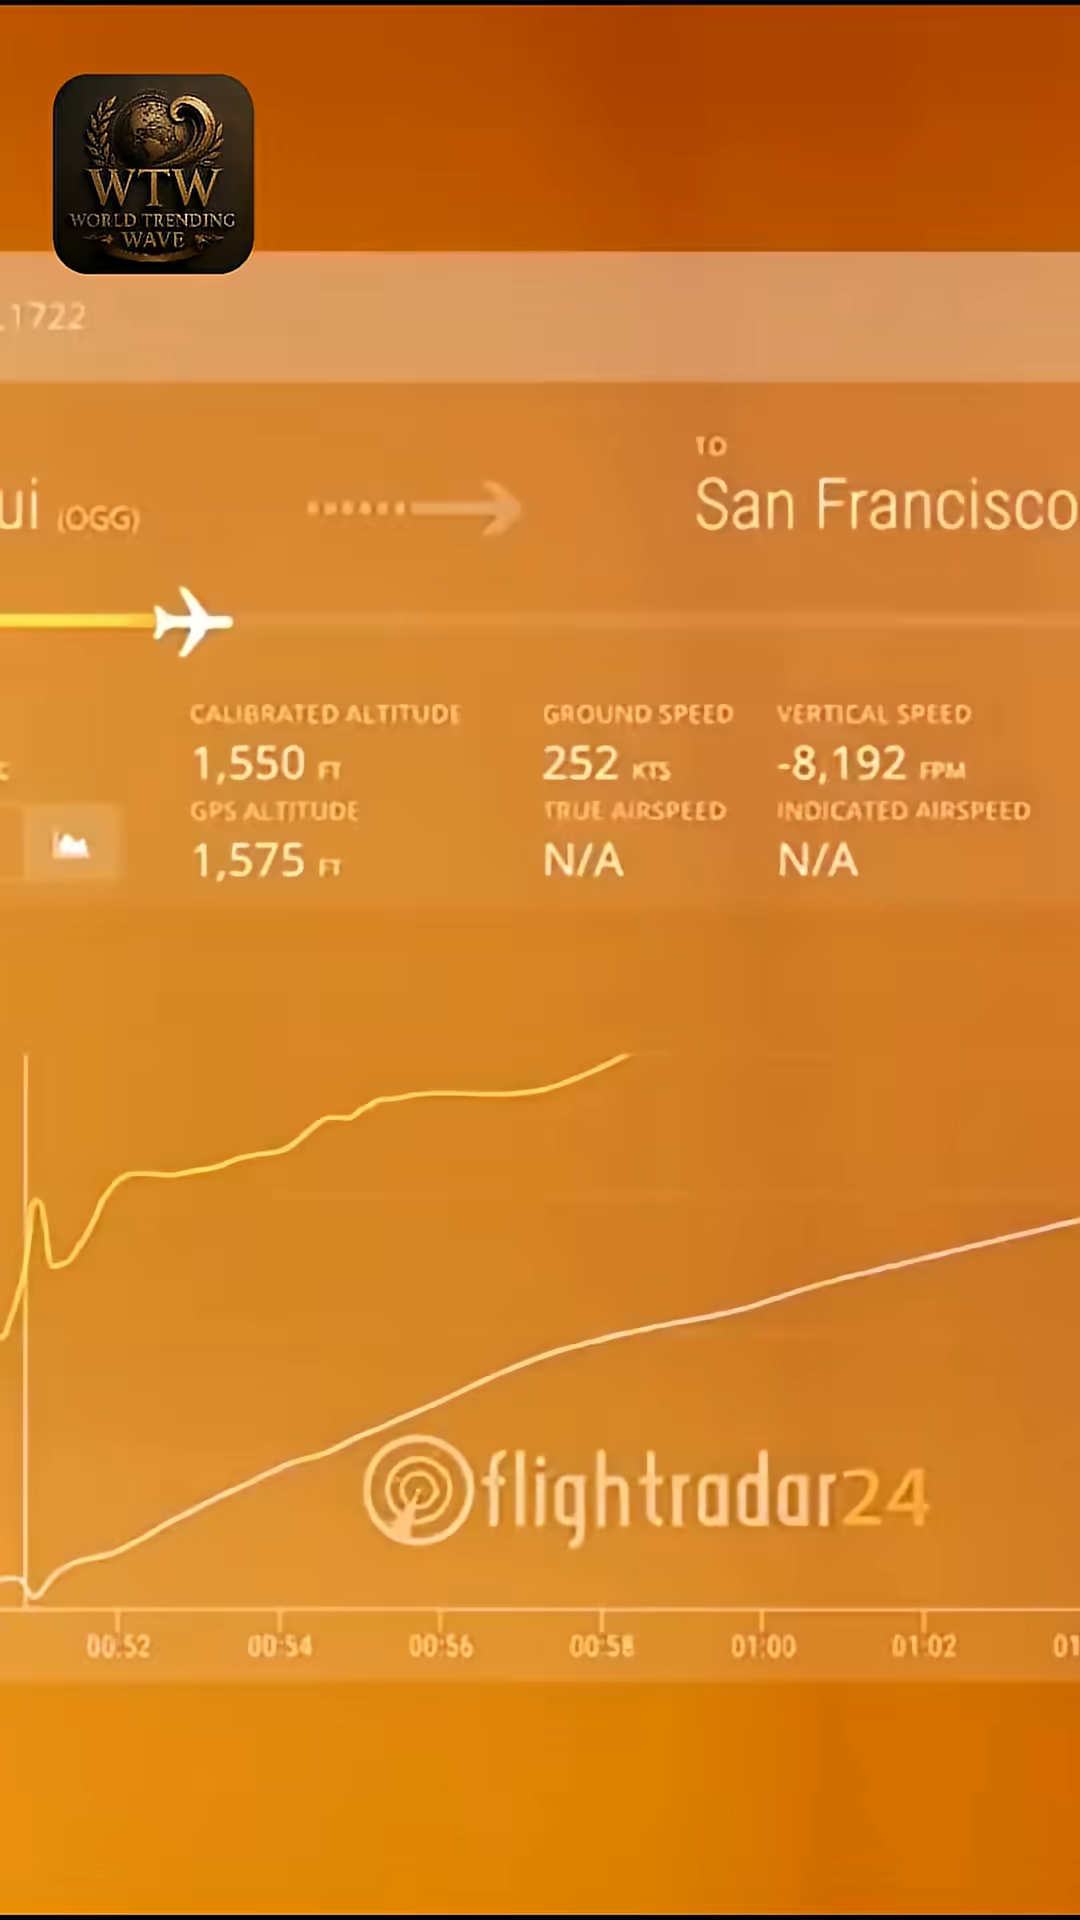 WTW
WORLD TRENDING
WAVE
1722
ui (OGG)
TO
San Francisco
CALIBRATED ALTITUDE
1,550 FT
GROUND SPEED
252 KTS
VERTICAL SPEED
-8,192 FPM
GPS ALTITUDE
1,575 FT
TRUE AIRSPEED
N/A
INDICATED AIRSPEED
N/A
flightradar24
00:52 00:54 00:56 00:58 01:00 01:02 01